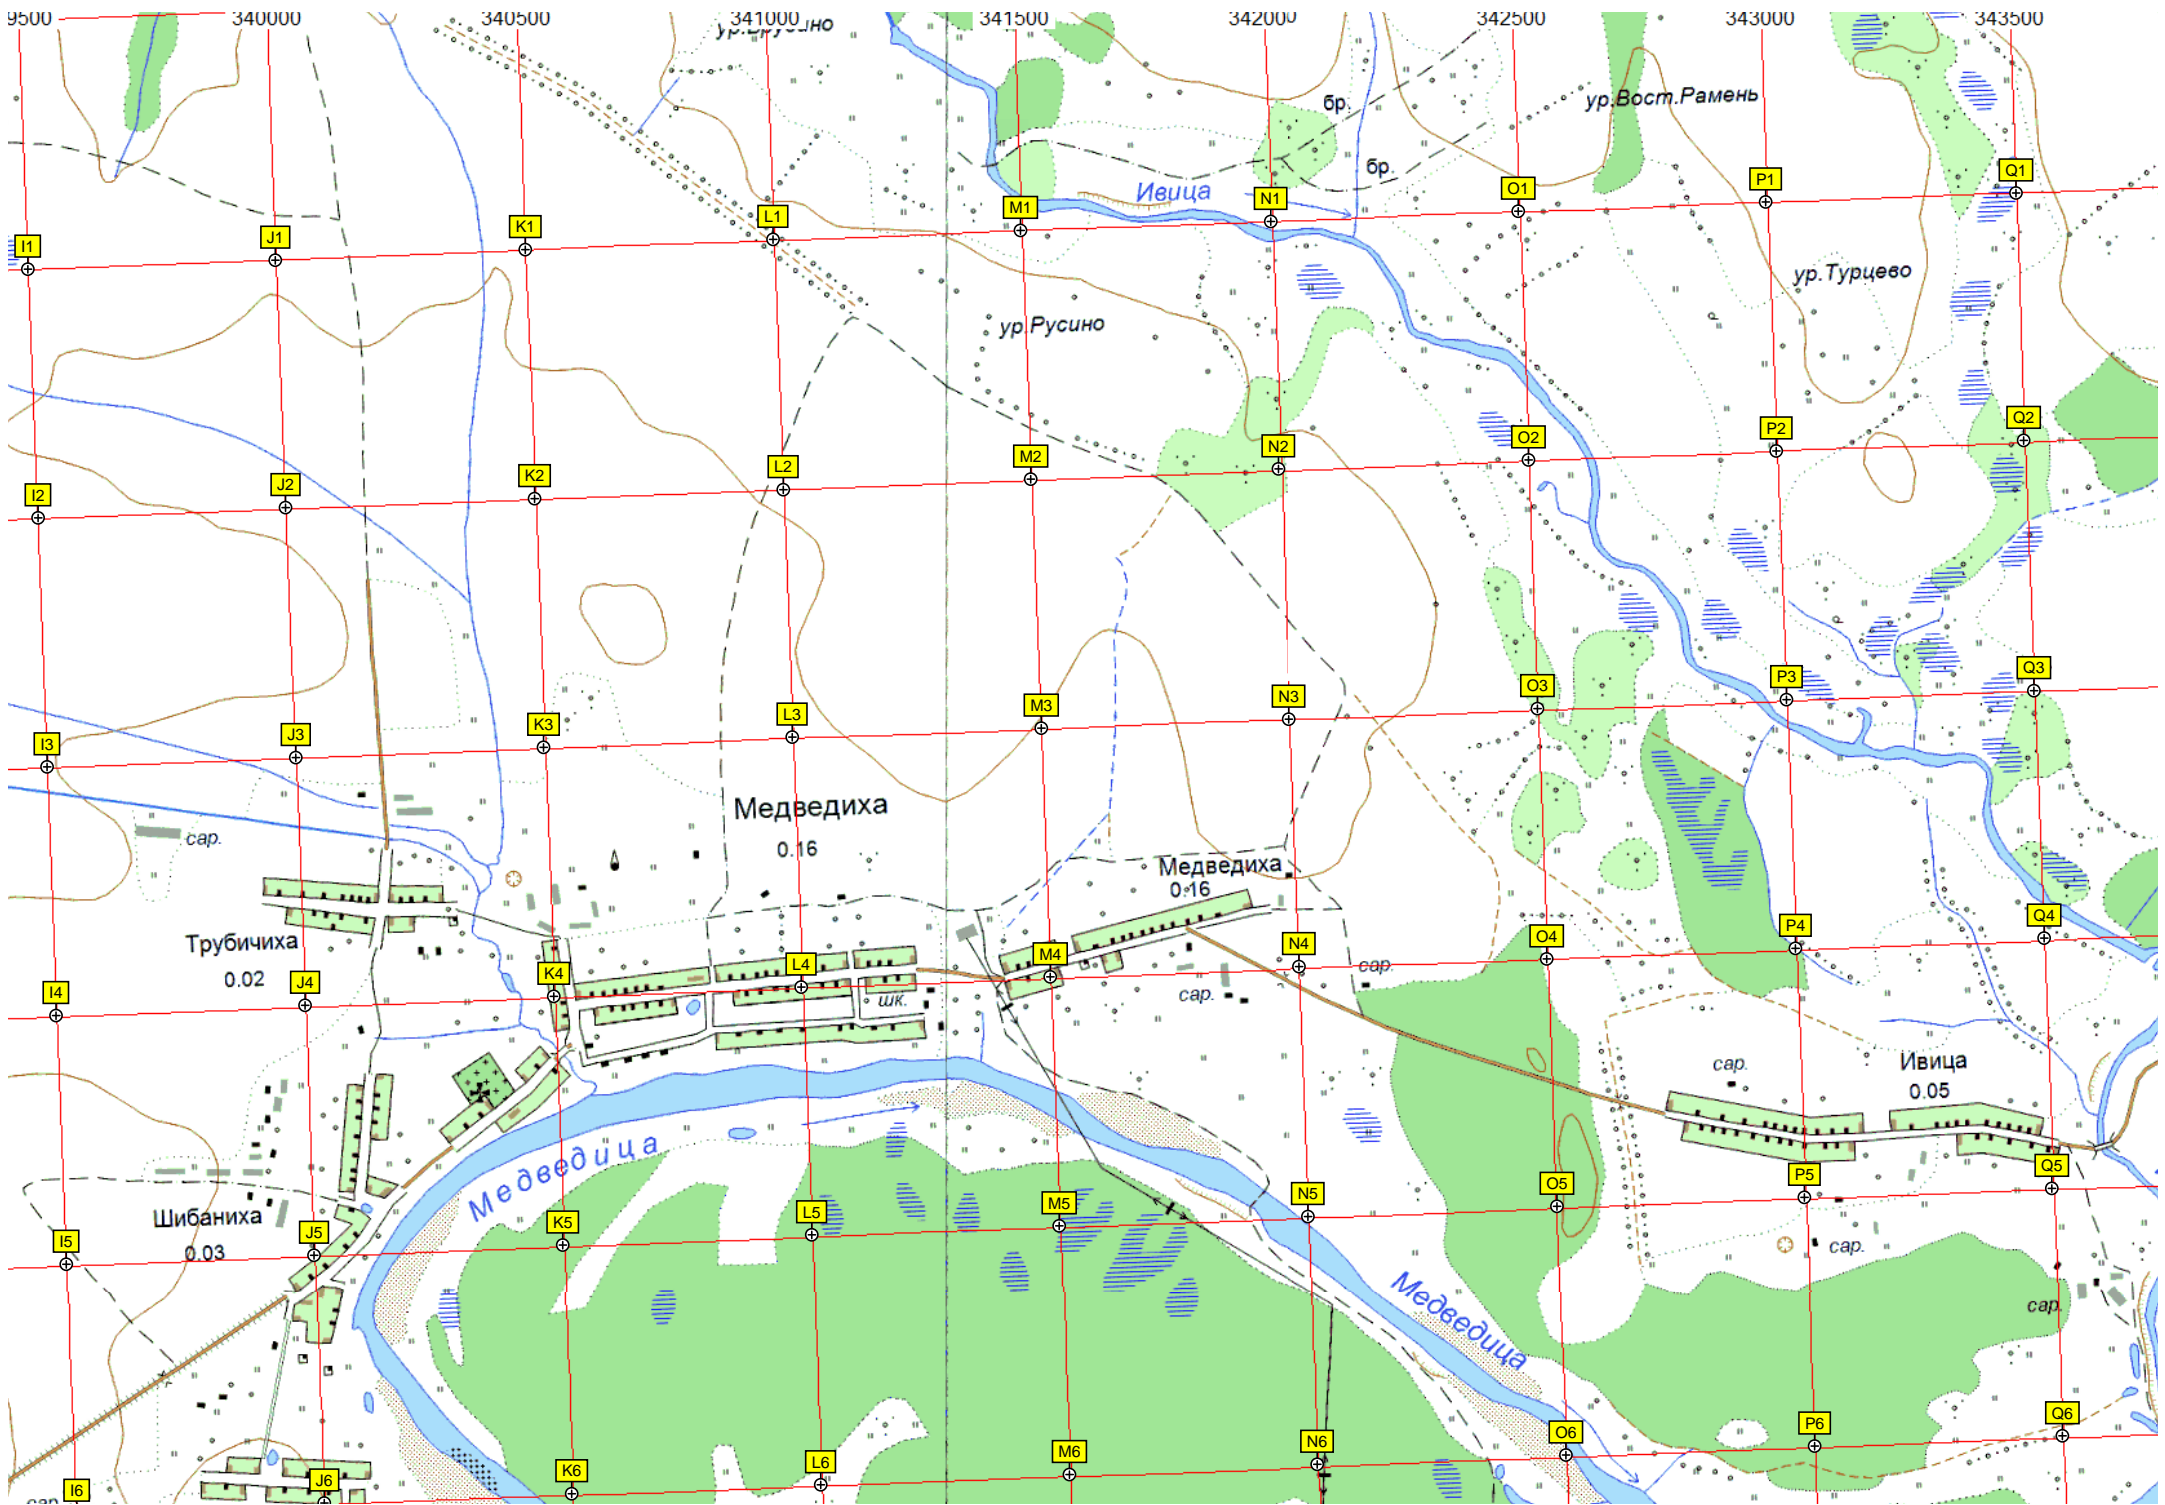 9500 340000 340500 341000 341500 342000 342500 343000 343500
ур.Брусино
бр.
ур.Вост.Рамень
бр.
Ивица
I1 J1 K1 L1 M1 N1 O1 P1 Q1
ур.Турцево
ур.Русино
I2 J2 K2 L2 M2 N2 O2 P2 Q2
I3 J3 K3 L3 M3 N3 O3 P3 Q3
Медведиха
0.16
сар.
Медведиха
0.16
Трубичиха
0.02
I4 J4 K4 L4 M4 N4 O4 P4 Q4
сар.
шк.
сар.
сар.
Ивица
0.05
Медведица
Шибаниха
0.03
I5 J5 K5 L5 M5 N5 O5 P5 Q5
сар.
Медведица
сар.
I6 J6 K6 L6 M6 N6 O6 P6 Q6
сар.